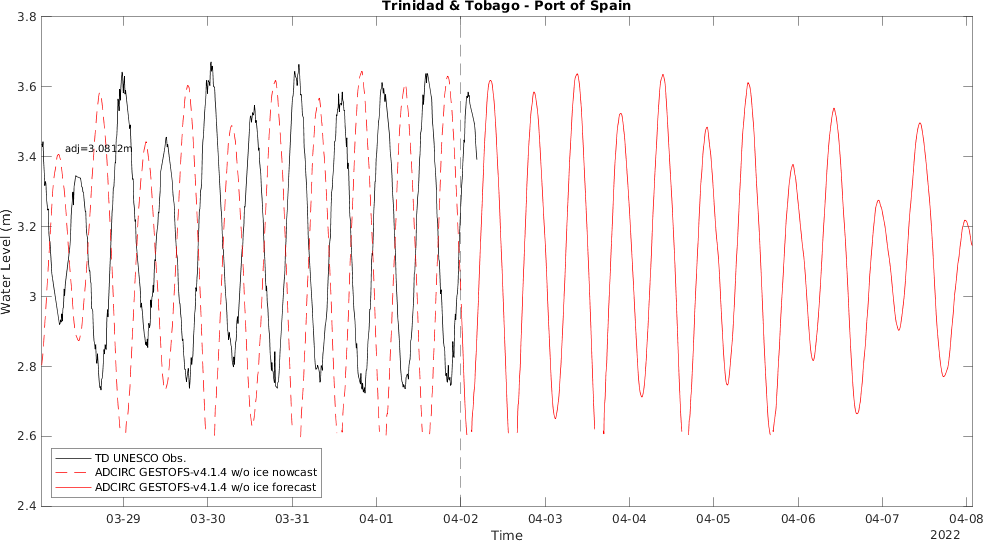 Trinidad & Tobago - Port of Spain
3.8
3.6
3.4
3.2
3
2.8
2.6
2.4
Water Level (m)
adj=3.0812m
TD UNESCO Obs.
ADCIRC GESTOFS-v4.1.4 w/o ice nowcast
ADCIRC GESTOFS-v4.1.4 w/o ice forecast
03-29 03-30 03-31 04-01 04-02 04-03 04-04 04-05 04-06 04-07 04-08
Time
2022